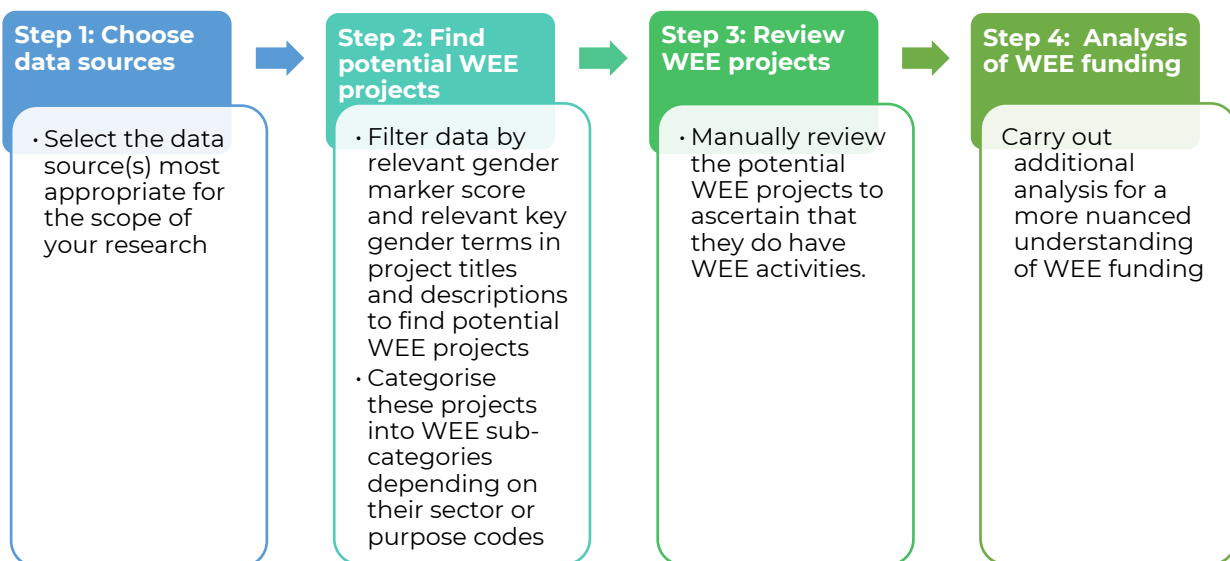 Step 1: Choose
data sources
· Select the data
source(s) most
appropriate for
the scope of
your research
Step 2: Find
potential WEE
projects
· Filter data by
relevant gender
marker score
and relevant key
gender terms in
project titles
and descriptions
to find potential
WEE projects
· Categorise
these projects
into WEE sub-
categories
depending on
their sector or
purpose codes
Step 3: Review
WEE projects
· Manually review
the potential
WEE projects to
ascertain that
they do have
WEE activities.
Step 4:  Analysis
of WEE funding
Carry out
additional
analysis for a
more nuanced
understanding
of WEE funding